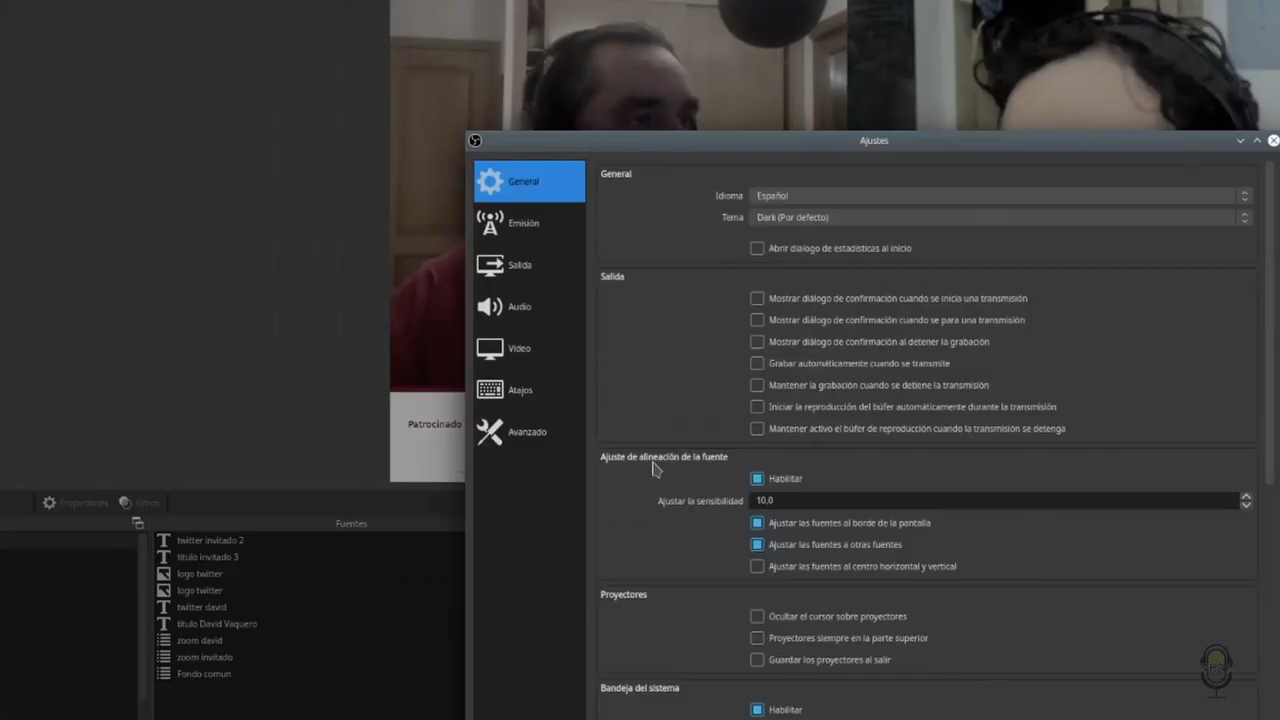 Ajustes
General
Emisión
Salida
Audio
Vídeo
Atajos
Avanzado
General
Idioma Español
Tema Dark (Por defecto)
Abrir dialogo de estadísticas al inicio
Salida
Mostrar diálogo de confirmación cuando se inicia una transmisión
Mostrar diálogo de confirmación cuando se para una transmisión
Mostrar diálogo de confirmación al detener la grabación
Grabar automáticamente cuando se transmite
Mantener la grabación cuando se detiene la transmisión
Iniciar la reproducción del búfer automáticamente durante la transmisión
Mantener activo el búfer de reproducción cuando la transmisión se detenga
Ajuste de alineación de la fuente
Habilitar
Ajustar la sensibilidad 10,0
Ajustar las fuentes al borde de la pantalla
Ajustar las fuentes a otras fuentes
Ajustar las fuentes al centro horizontal y vertical
Proyectores
Ocultar el cursor sobre proyectores
Proyectores siempre en la parte superior
Guardar los proyectores al salir
Bandeja del sistema
Habilitar
Patrocinado
Propiedades Filtros
Fuentes
twitter invitado 2
titulo invitado 3
logo twitter
logo twitter
twitter david
titulo David Vaquero
zoom david
zoom invitado
Fondo comun